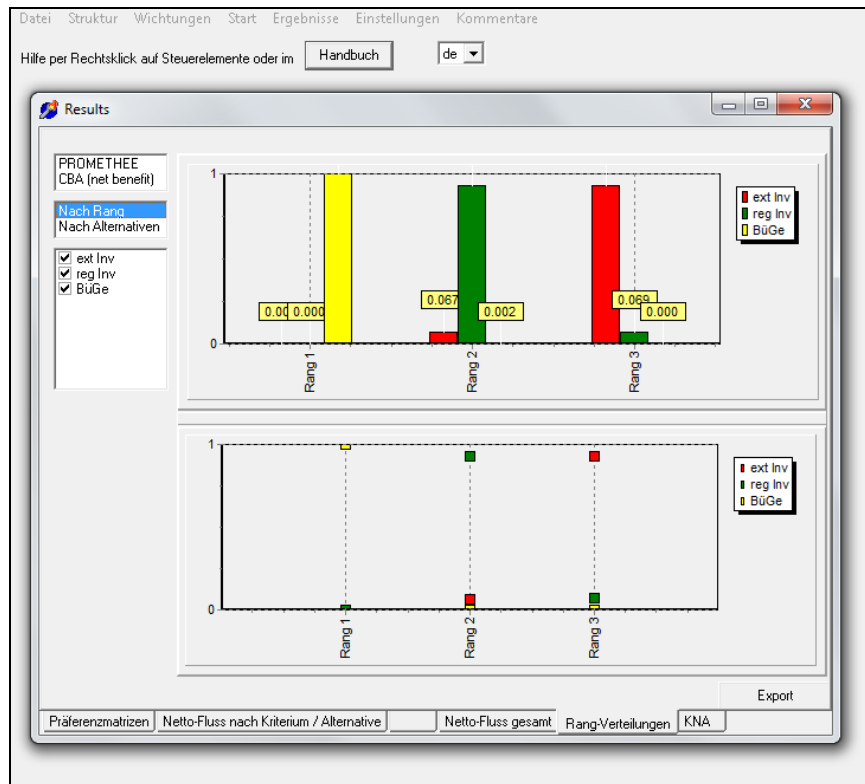 Datei Struktur Wichtungen Start Ergebnisse Einstellungen Kommentare
Hilfe per Rechtsklick auf Steuerelemente oder im Handbuch de
Results
PROMETHEE
CBA (net benefit)
Nach Rang
Nach Alternativen
ext Inv
reg Inv
BüGe
1
0
0.00 0.000
0.067
0.002
0.069
0.000
Rang 1
Rang 2
Rang 3
ext Inv
reg Inv
BüGe
1
0
Rang 1
Rang 2
Rang 3
ext Inv
reg Inv
BüGe
Export
Präferenzmatrizen Netto-Fluss nach Kriterium / Alternative Netto-Fluss gesamt Rang-Verteilungen KNA